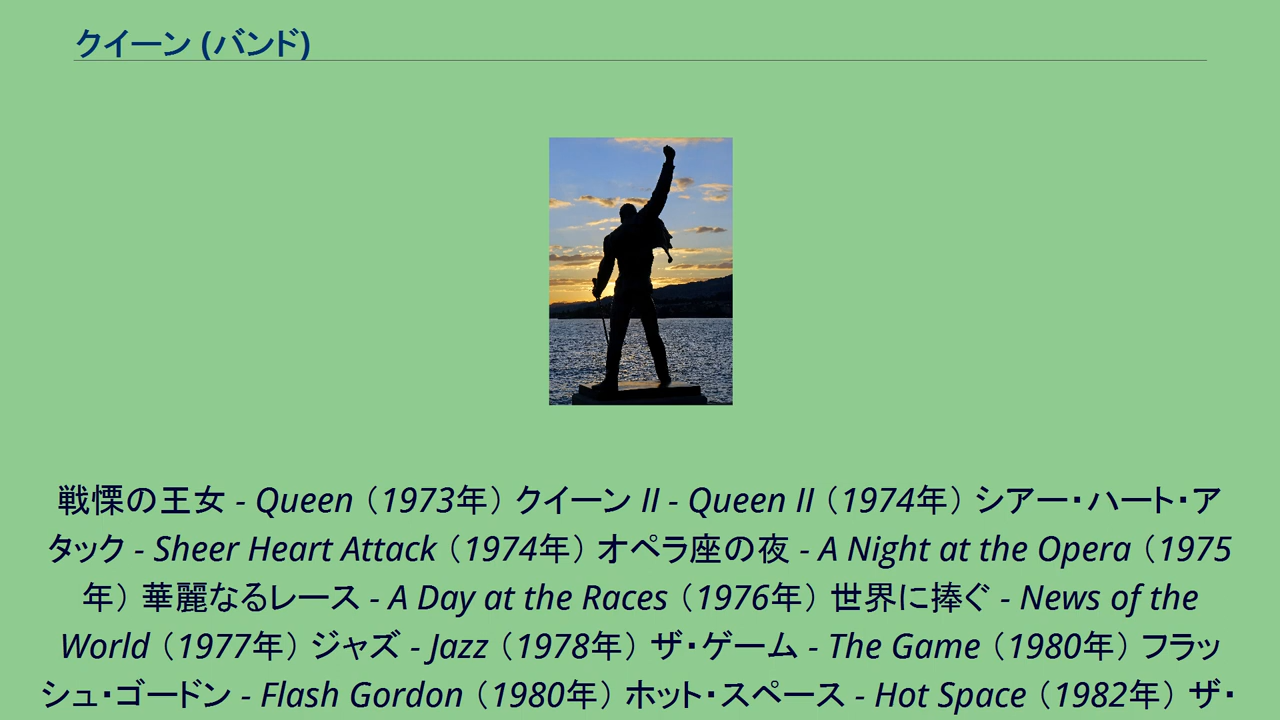 クイーン (バンド)
戦慄の王女 - Queen（1973年） クイーン II - Queen II（1974年） シアー・ハート・ア
タック - Sheer Heart Attack（1974年） オペラ座の夜 - A Night at the Opera（1975
年） 華麗なるレース - A Day at the Races（1976年） 世界に捧ぐ - News of the
World（1977年） ジャズ - Jazz（1978年） ザ・ゲーム - The Game（1980年） フラッ
シュ・ゴードン - Flash Gordon（1980年） ホット・スペース - Hot Space（1982年） ザ・